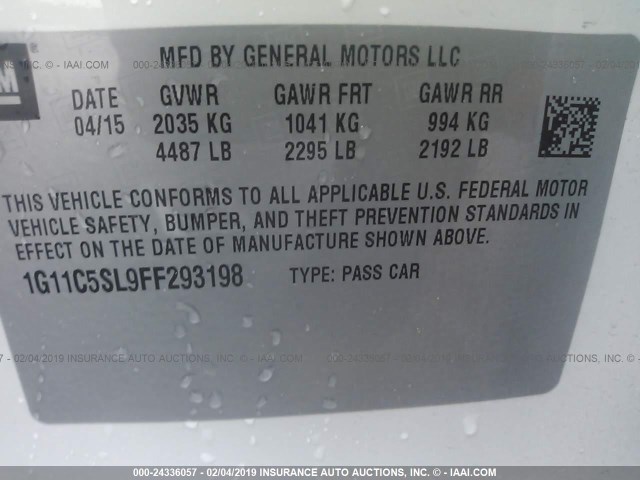 MFD BY GENERAL MOTORS LLC
DATE GVWR GAWR FRT GAWR RR
04/15 2035 KG 1041 KG 994 KG
4487 LB 2295 LB 2192 LB
THIS VEHICLE CONFORMS TO ALL APPLICABLE U.S. FEDERAL MOTOR
VEHICLE SAFETY, BUMPER, AND THEFT PREVENTION STANDARDS IN
EFFECT ON THE DATE OF MANUFACTURE SHOWN ABOVE.
1G11C5SL9FF293198 TYPE: PASS CAR
000-24336057 - 02/04/2019 INSURANCE AUTO AUCTIONS, INC. - IAAI.COM